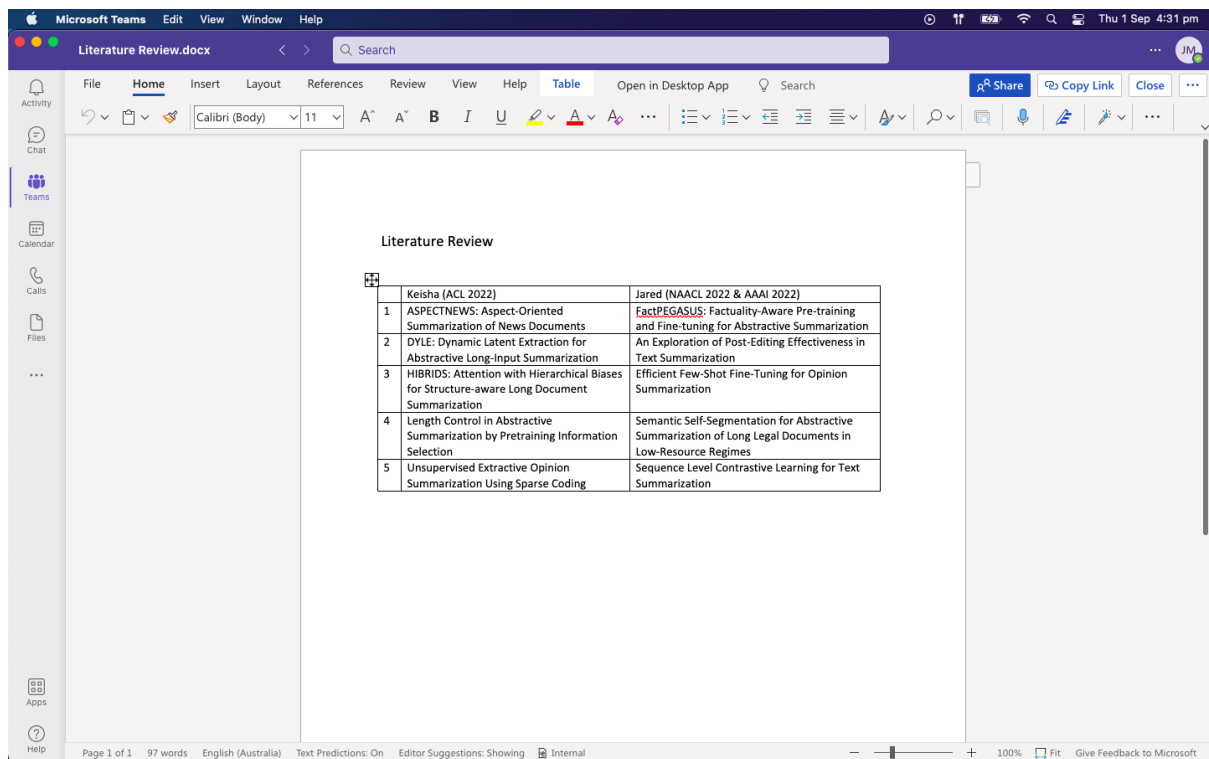 Microsoft Teams Edit View Window Help Thu 1 Sep 4:31 pm
Literature Review.docx Search ... JM
Activity
Chat
Teams
Calendar
Calls
Files
...
Apps
Help
File Home Insert Layout References Review View Help Table Open in Desktop App Search Share Copy Link Close ...
Calibri (Body) 11 A A B I U A A ... ...
Literature Review
Keisha (ACL 2022) Jared (NAACL 2022 & AAAI 2022)
1 ASPECTNEWS: Aspect-Oriented FactPEGASUS: Factuality-Aware Pre-training
Summarization of News Documents and Fine-tuning for Abstractive Summarization
2 DYLE: Dynamic Latent Extraction for An Exploration of Post-Editing Effectiveness in
Abstractive Long-Input Summarization Text Summarization
3 HIBRIDS: Attention with Hierarchical Biases Efficient Few-Shot Fine-Tuning for Opinion
for Structure-aware Long Document Summarization
Summarization
4 Length Control in Abstractive Semantic Self-Segmentation for Abstractive
Summarization by Pretraining Information Summarization of Long Legal Documents in
Selection Low-Resource Regimes
5 Unsupervised Extractive Opinion Sequence Level Contrastive Learning for Text
Summarization Using Sparse Coding Summarization
Page 1 of 1 97 words English (Australia) Text Predictions: On Editor Suggestions: Showing Internal 100% Fit Give Feedback to Microsoft